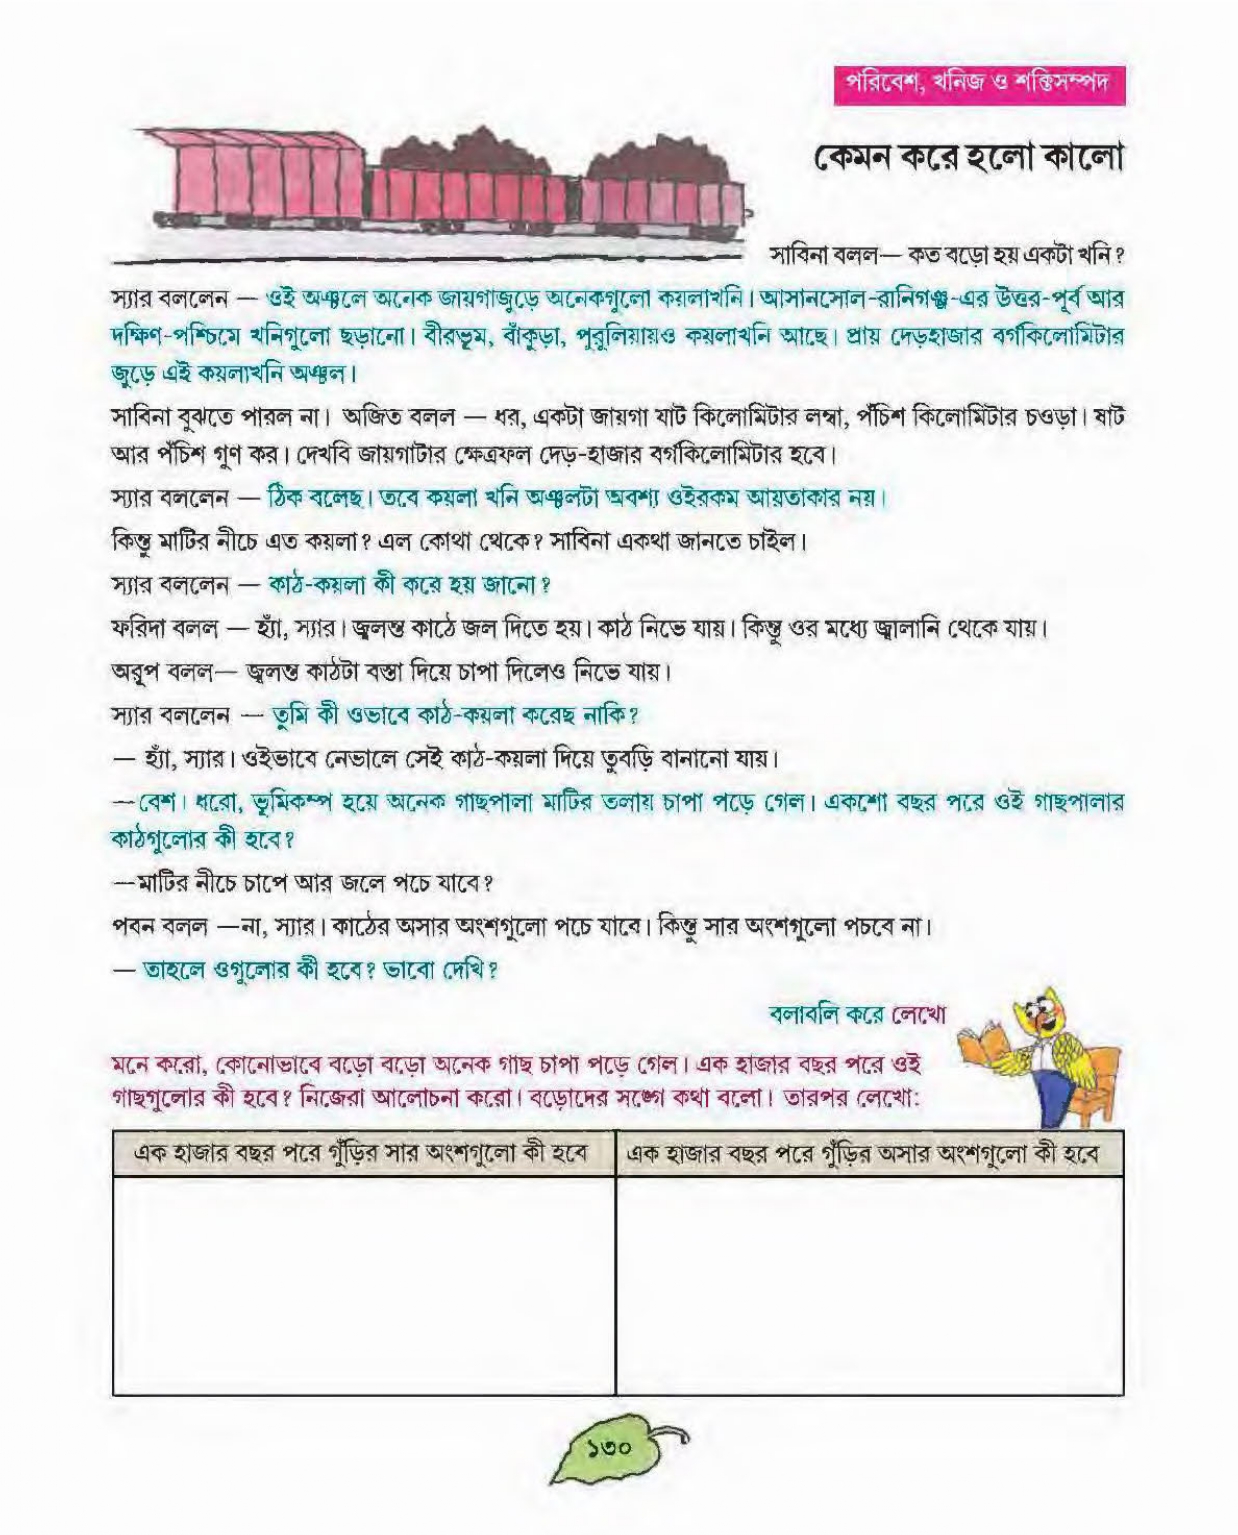 পরিবেশ, খনিজ ও শক্তিসম্পদ
কেমন করে হলো কালো
সাবিনা বলল— কত বড়ো হয় একটা খনি?
স্যার বললেন — ওই অঞ্চলে অনেক জায়গাজুড়ে অনেকগুলো কয়লাখনি। আসানসোল-রানিগঞ্জ-এর উত্তর-পূর্ব আর
দক্ষিণ-পশ্চিমে খনিগুলো ছড়ানো। বীরভূম, বাঁকুড়া, পুরুলিয়ায়ও কয়লাখনি আছে। প্রায় দেড়হাজার বর্গকিলোমিটার
জুড়ে এই কয়লাখনি অঞ্চল।
সাবিনা বুঝতে পারল না। অজিত বলল — ধর, একটা জায়গা যাট কিলোমিটার লম্বা, পঁচিশ কিলোমিটার চওড়া। ষাট
আর পঁচিশ গুণ কর। দেখবি জায়গাটার ক্ষেত্রফল দেড়-হাজার বর্গকিলোমিটার হবে।
স্যার বললেন — ঠিক বলেছ। তবে কয়লা খনি অঞ্চলটা অবশ্য ওইরকম আয়তাকার নয়।
কিন্তু মাটির নীচে এত কয়লা? এল কোথা থেকে? সাবিনা একথা জানতে চাইল।
স্যার বললেন — কাঠ-কয়লা কী করে হয় জানো?
ফরিদা বলল — হ্যাঁ, স্যার। জ্বলন্ত কাঠে জল দিতে হয়। কাঠ নিভে যায়। কিন্তু ওর মধ্যে জ্বালানি থেকে যায়।
অরূপ বলল— জ্বলন্ত কাঠটা বস্তা দিয়ে চাপা দিলেও নিভে যায়।
স্যার বললেন — তুমি কী ওভাবে কাঠ-কয়লা করেছ নাকি?
— হ্যাঁ, স্যার। ওইভাবে নেভালে সেই কাঠ-কয়লা দিয়ে তুবড়ি বানানো যায়।
—বেশ। ধরো, ভূমিকম্প হয়ে অনেক গাছপালা মাটির তলায় চাপা পড়ে গেল। একশো বছর পরে ওই গাছপালার
কাঠগুলোর কী হবে?
—মাটির নীচে চাপে আর জলে পচে যাবে?
পবন বলল —না, স্যার। কাঠের অসার অংশগুলো পচে যাবে। কিন্তু সার অংশগুলো পচবে না।
— তাহলে ওগুলোর কী হবে? ভাবো দেখি?
বলাবলি করে লেখো
মনে করো, কোনোভাবে বড়ো বড়ো অনেক গাছ চাপা পড়ে গেল। এক হাজার বছর পরে ওই
গাছগুলোর কী হবে? নিজেরা আলোচনা করো। বড়োদের সঙ্গে কথা বলো। তারপর লেখো:
এক হাজার বছর পরে গুঁড়ির সার অংশগুলো কী হবে
এক হাজার বছর পরে গুঁড়ির অসার অংশগুলো কী হবে
১৩০